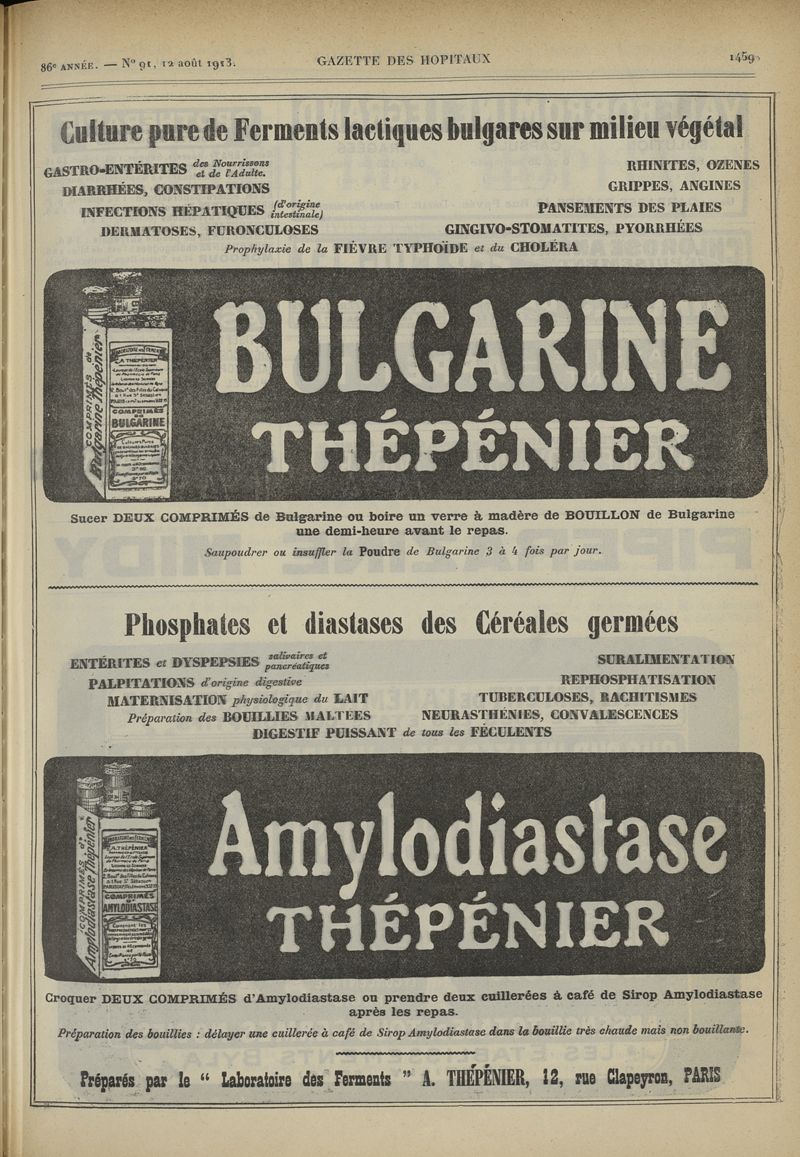 86e ANNÉE. — No 91, 12 août 1913.
GAZETTE DES HOPITAUX
1459
Culture pure de Ferments lactiques bulgares sur milieu végétal
GASTRO-ENTÉRITES des Nourrissons et de l'Adulte.
DIARRHÉES, CONSTIPATIONS
INFECTIONS HÉPATIQUES (d'origine intestinale)
DERMATOSES, FURONCULOSES
RHINITES, OZENES
GRIPPES, ANGINES
PANSEMENTS DES PLAIES
GINGIVO-STOMATITES, PYORRHÉES
Prophylaxie de la FIÈVRE TYPHOÏDE et du CHOLÉRA
COMPRIMÉS de
Bulgarine Thépénier
A. THÉPÉNIER
COMPRIMÉS
DE
BULGARINE
BULGARINE
THÉPÉNIER
Sucer DEUX COMPRIMÉS de Bulgarine ou boire un verre à madère de BOUILLON de Bulgarine
une demi-heure avant le repas.
Saupoudrer ou insuffler la Poudre de Bulgarine 3 à 4 fois par jour.
Phosphates et diastases des Céréales germées
ENTÉRITES et DYSPEPSIES salivaires et pancréatiques
PALPITATIONS d'origine digestive
MATERNISATION physiologique du LAIT
Préparation des BOUILLIES MALTÉES
SURALIMENTATION
REPHOSPHATISATION
TUBERCULOSES, RACHITISMES
NEURASTHÉNIES, CONVALESCENCES
DIGESTIF PUISSANT de tous les FÉCULENTS
COMPRIMÉS d'
Amylodiastase Thépénier
A. THÉPÉNIER
COMPRIMÉS
AMYLODIASTASE
Amylodiastase
THÉPÉNIER
Croquer DEUX COMPRIMÉS d'Amylodiastase ou prendre deux cuillerées à café de Sirop Amylodiastase
après les repas.
Préparation des bouillies : délayer une cuillerée à café de Sirop Amylodiastase dans la bouillie très chaude mais non bouillante.
Préparés par le “ Laboratoire des Ferments ” A. THÉPÉNIER, 12, rue Clapeyron, PARIS